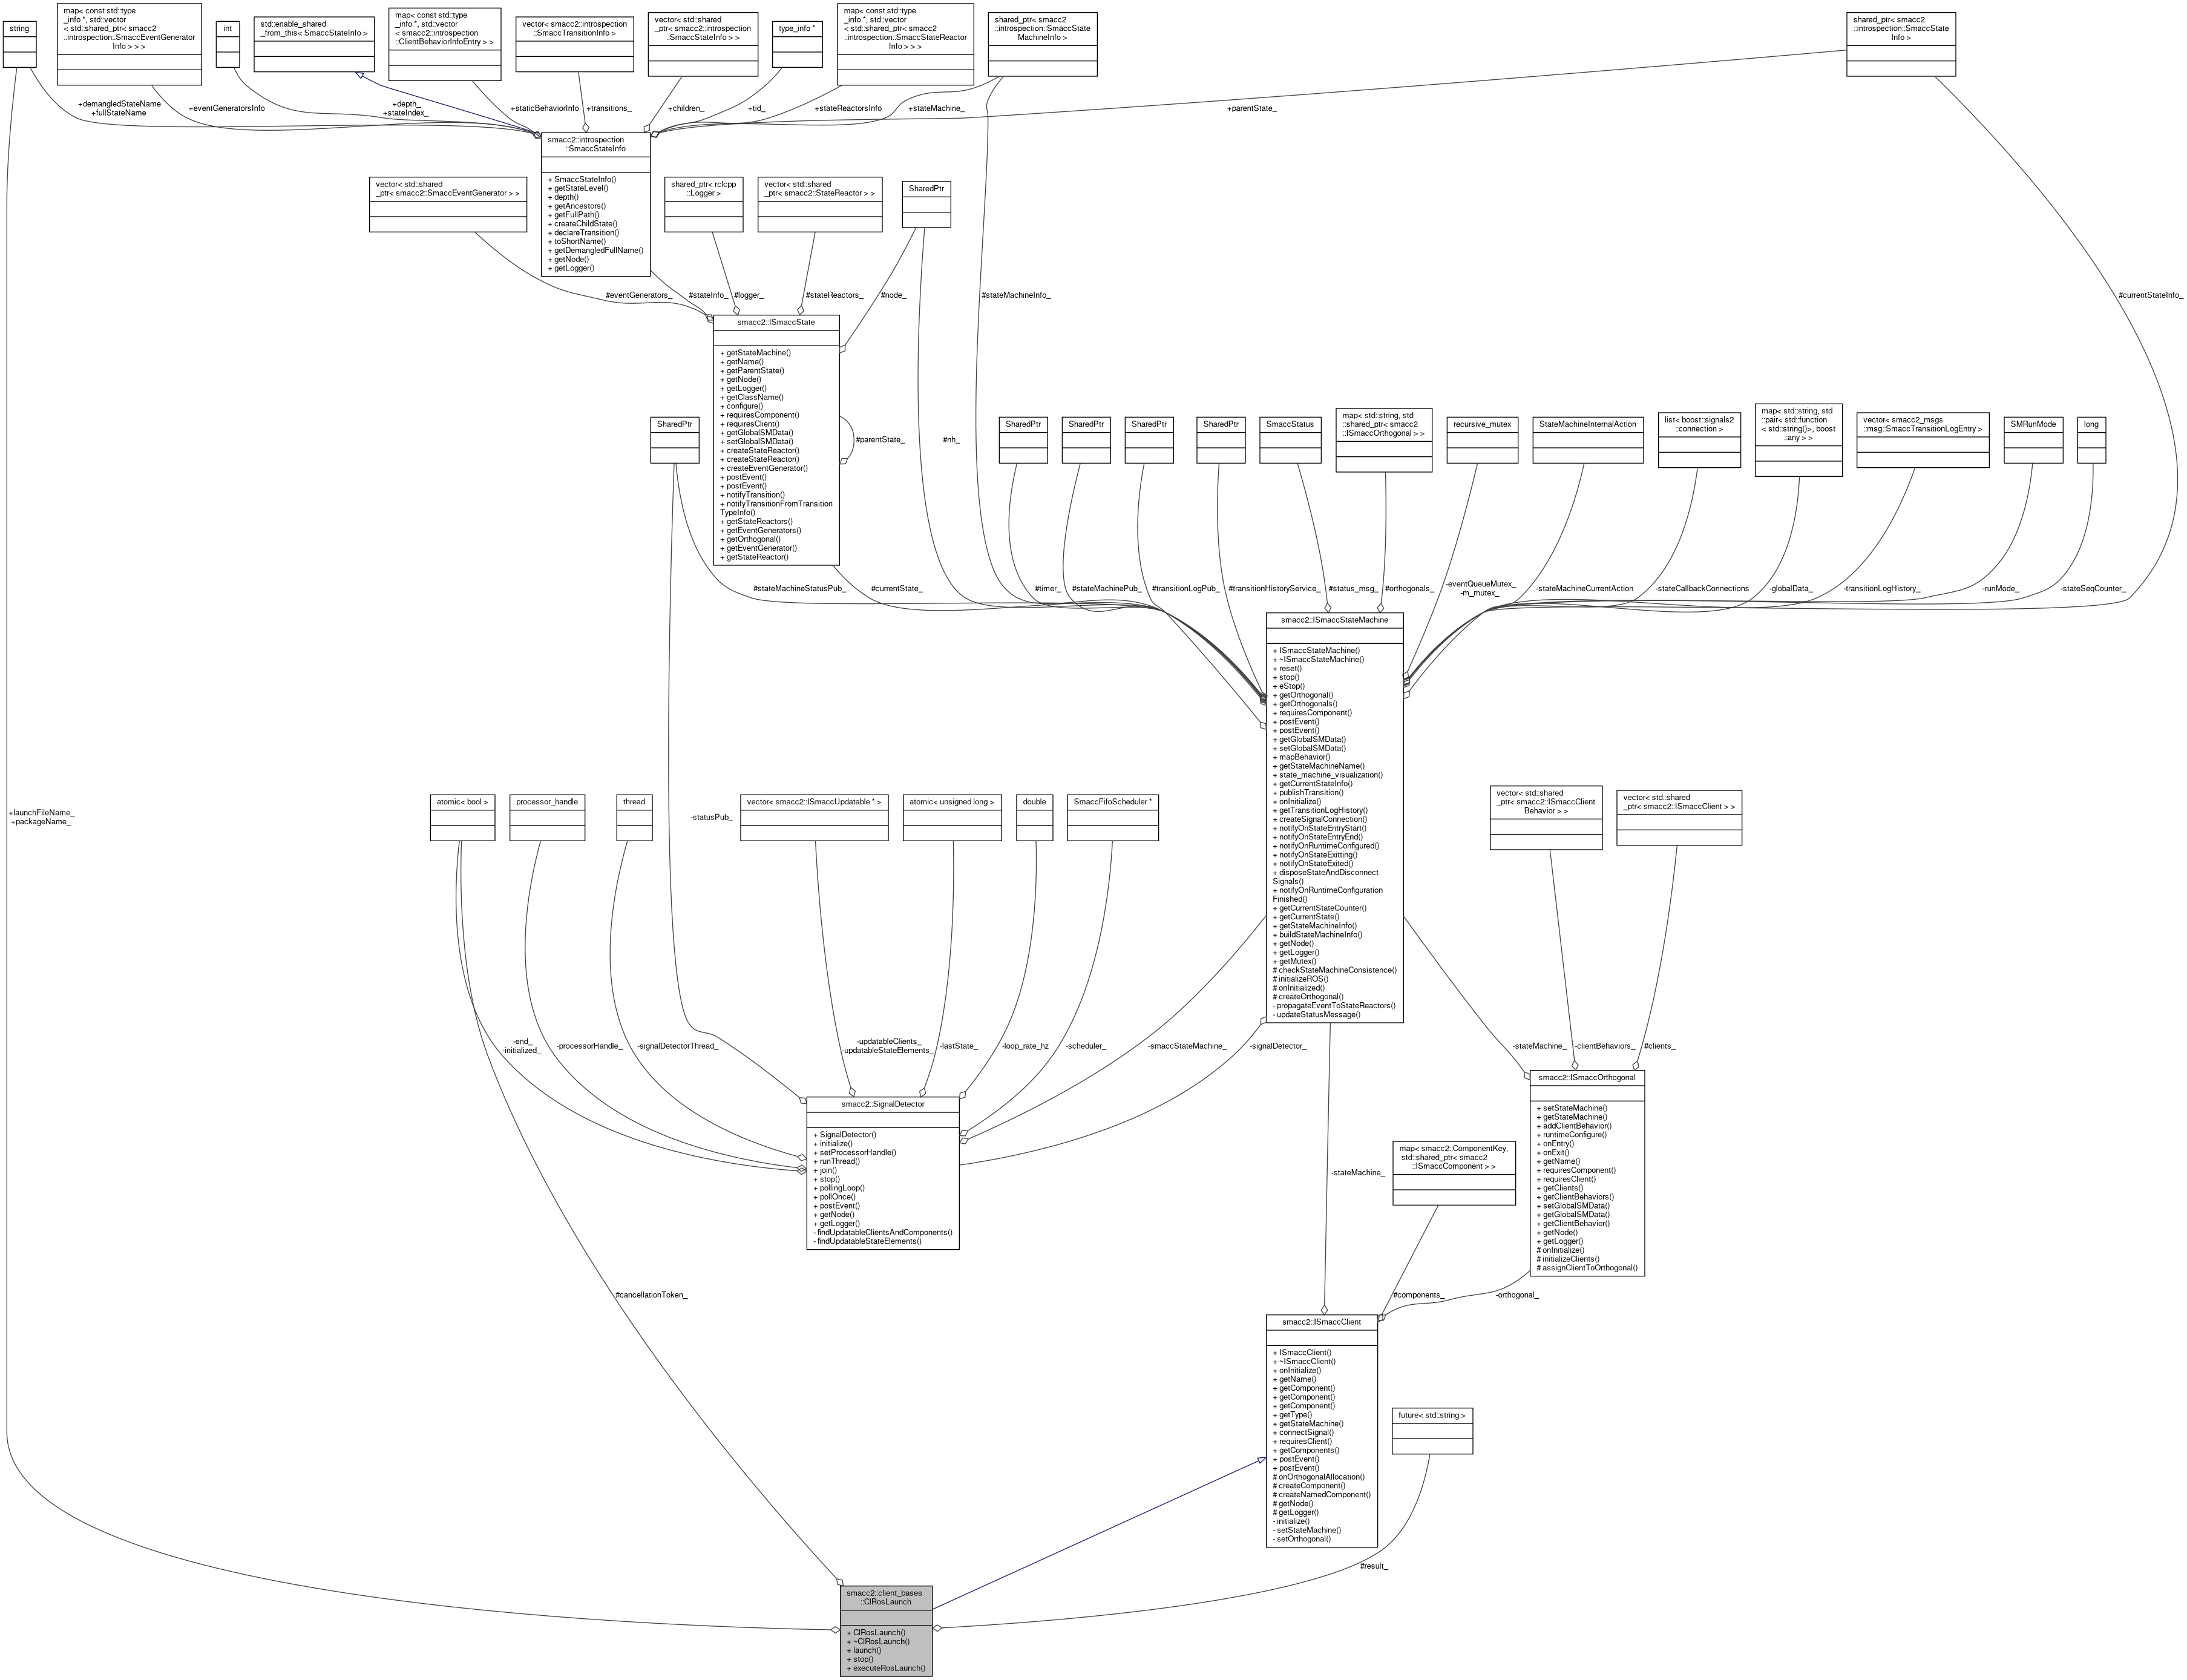 string
map< const std::type
_info *, std::vector
< std::shared_ptr< smacc2
::introspection::SmaccEventGenerator
Info > > >
int
std::enable_shared
_from_this< SmaccStateInfo >
map< const std::type
_info *, std::vector
< smacc2::introspection
::ClientBehaviorInfoEntry > >
vector< smacc2::introspection
::SmaccTransitionInfo >
vector< std::shared
_ptr< smacc2::introspection
::SmaccStateInfo > >
type_info *
map< const std::type
_info *, std::vector
< std::shared_ptr< smacc2
::introspection::SmaccStateReactor
Info > > >
shared_ptr< smacc2
::introspection::SmaccState
MachineInfo >
shared_ptr< smacc2
::introspection::SmaccState
Info >
+demangledStateName
+fullStateName
+eventGeneratorsInfo
+depth_
+stateIndex_
+staticBehaviorInfo
+transitions_
+children_
+tid_
+stateReactorsInfo
+stateMachine_
+parentState_
smacc2::introspection
::SmaccStateInfo
+ SmaccStateInfo()
+ getStateLevel()
+ depth()
+ getAncestors()
+ getFullPath()
+ createChildState()
+ declareTransition()
+ toShortName()
+ getDemangledFullName()
+ getNode()
+ getLogger()
vector< std::shared
_ptr< smacc2::SmaccEventGenerator > >
shared_ptr< rclcpp
::Logger >
vector< std::shared
_ptr< smacc2::StateReactor > >
SharedPtr
#eventGenerators_
#stateInfo_
#logger_
#stateReactors_
#node_
#stateMachineInfo_
#currentStateInfo_
smacc2::ISmaccState
+ getStateMachine()
+ getName()
+ getParentState()
+ getNode()
+ getLogger()
+ getClassName()
+ configure()
+ requiresComponent()
+ requiresClient()
+ getGlobalSMData()
+ setGlobalSMData()
+ createStateReactor()
+ createStateReactor()
+ createEventGenerator()
+ postEvent()
+ postEvent()
+ notifyTransition()
+ notifyTransitionFromTransition
TypeInfo()
+ getStateReactors()
+ getEventGenerators()
+ getOrthogonal()
+ getEventGenerator()
+ getStateReactor()
#parentState_
#nh_
SharedPtr
SharedPtr
SharedPtr
SharedPtr
SharedPtr
SmaccStatus
map< std::string, std
::shared_ptr< smacc2
::ISmaccOrthogonal > >
recursive_mutex
StateMachineInternalAction
list< boost::signals2
::connection >
map< std::string, std
::pair< std::function
< std::string()>, boost
::any > >
vector< smacc2_msgs
::msg::SmaccTransitionLogEntry >
SMRunMode
long
#stateMachineStatusPub_
#currentState_
#timer_
#stateMachinePub_
#transitionLogPub_
#transitionHistoryService_
#status_msg_
#orthogonals_
-eventQueueMutex_
-m_mutex_
-stateMachineCurrentAction
-stateCallbackConnections
-globalData_
-transitionLogHistory_
-runMode_
-stateSeqCounter_
smacc2::ISmaccStateMachine
+ ISmaccStateMachine()
+ ~ISmaccStateMachine()
+ reset()
+ stop()
+ eStop()
+ getOrthogonal()
+ getOrthogonals()
+ requiresComponent()
+ postEvent()
+ postEvent()
+ getGlobalSMData()
+ setGlobalSMData()
+ mapBehavior()
+ getStateMachineName()
+ state_machine_visualization()
+ getCurrentStateInfo()
+ publishTransition()
+ onInitialize()
+ getTransitionLogHistory()
+ createSignalConnection()
+ notifyOnStateEntryStart()
+ notifyOnStateEntryEnd()
+ notifyOnRuntimeConfigured()
+ notifyOnStateExitting()
+ notifyOnStateExited()
+ disposeStateAndDisconnect
Signals()
+ notifyOnRuntimeConfiguration
Finished()
+ getCurrentStateCounter()
+ getCurrentState()
+ getStateMachineInfo()
+ buildStateMachineInfo()
+ getNode()
+ getLogger()
+ getMutex()
# checkStateMachineConsistence()
# initializeROS()
# onInitialized()
# createOrthogonal()
- propagateEventToStateReactors()
- updateStatusMessage()
+launchFileName_
+packageName_
atomic< bool >
processor_handle
thread
-statusPub_
vector< smacc2::ISmaccUpdatable * >
atomic< unsigned long >
double
SmaccFifoScheduler *
vector< std::shared
_ptr< smacc2::ISmaccClient
Behavior > >
vector< std::shared
_ptr< smacc2::ISmaccClient > >
-end_
-initialized_
-processorHandle_
-signalDetectorThread_
-updatableClients_
-updatableStateElements_
-lastState_
-loop_rate_hz
-scheduler_
-smaccStateMachine_
-signalDetector_
-stateMachine_
-clientBehaviors_
#clients_
smacc2::SignalDetector
+ SignalDetector()
+ initialize()
+ setProcessorHandle()
+ runThread()
+ join()
+ stop()
+ pollingLoop()
+ pollOnce()
+ postEvent()
+ getNode()
+ getLogger()
- findUpdatableClientsAndComponents()
- findUpdatableStateElements()
smacc2::ISmaccOrthogonal
+ setStateMachine()
+ getStateMachine()
+ addClientBehavior()
+ runtimeConfigure()
+ onEntry()
+ onExit()
+ getName()
+ requiresComponent()
+ requiresClient()
+ getClients()
+ getClientBehaviors()
+ setGlobalSMData()
+ getGlobalSMData()
+ getClientBehavior()
+ getNode()
+ getLogger()
# onInitialize()
# initializeClients()
# assignClientToOrthogonal()
-stateMachine_
map< smacc2::ComponentKey,
std::shared_ptr< smacc2
::ISmaccComponent > >
#cancellationToken_
#components_
-orthogonal_
smacc2::ISmaccClient
+ ISmaccClient()
+ ~ISmaccClient()
+ onInitialize()
+ getName()
+ getComponent()
+ getComponent()
+ getComponent()
+ getType()
+ getStateMachine()
+ connectSignal()
+ requiresClient()
+ getComponents()
+ postEvent()
+ postEvent()
# onOrthogonalAllocation()
# createComponent()
# createNamedComponent()
# getNode()
# getLogger()
- initialize()
- setStateMachine()
- setOrthogonal()
future< std::string >
#result_
smacc2::client_bases
::ClRosLaunch
+ ClRosLaunch()
+ ~ClRosLaunch()
+ launch()
+ stop()
+ executeRosLaunch()